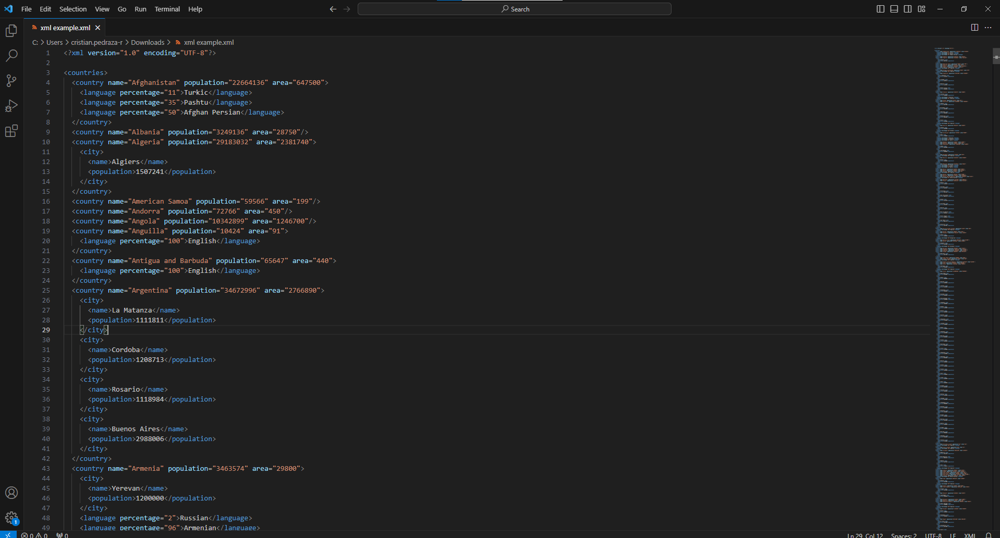 File Edit Selection View Go Run Terminal Help
Search
xml example.xml
C: > Users > cristian.pedraza-r > Downloads > xml example.xml
1 <?xml version="1.0" encoding="UTF-8"?>
2
3 <countries>
4 <country name="Afghanistan" population="22664136" area="647500">
5 <language percentage="11">Turkic</language>
6 <language percentage="35">Pashtu</language>
7 <language percentage="50">Afghan Persian</language>
8 </country>
9 <country name="Albania" population="3249136" area="28750"/>
10 <country name="Algeria" population="29183032" area="2381740">
11 <city>
12 <name>Algiers</name>
13 <population>1507241</population>
14 </city>
15 </country>
16 <country name="American Samoa" population="59566" area="199"/>
17 <country name="Andorra" population="72766" area="450"/>
18 <country name="Angola" population="10342899" area="1246700"/>
19 <country name="Anguilla" population="10424" area="91">
20 <language percentage="100">English</language>
21 </country>
22 <country name="Antigua and Barbuda" population="65647" area="440">
23 <language percentage="100">English</language>
24 </country>
25 <country name="Argentina" population="34672996" area="2766890">
26 <city>
27 <name>La Matanza</name>
28 <population>1111811</population>
29 </city>
30 <city>
31 <name>Cordoba</name>
32 <population>1208713</population>
33 </city>
34 <city>
35 <name>Rosario</name>
36 <population>1118984</population>
37 </city>
38 <city>
39 <name>Buenos Aires</name>
40 <population>2988006</population>
41 </city>
42 </country>
43 <country name="Armenia" population="3463574" area="29800">
44 <city>
45 <name>Yerevan</name>
46 <population>1200000</population>
47 </city>
48 <language percentage="2">Russian</language>
49 <language percentage="96">Armenian</language>
1
0 0 0 Ln 29, Col 12 Spaces: 2 UTF-8 LF XML